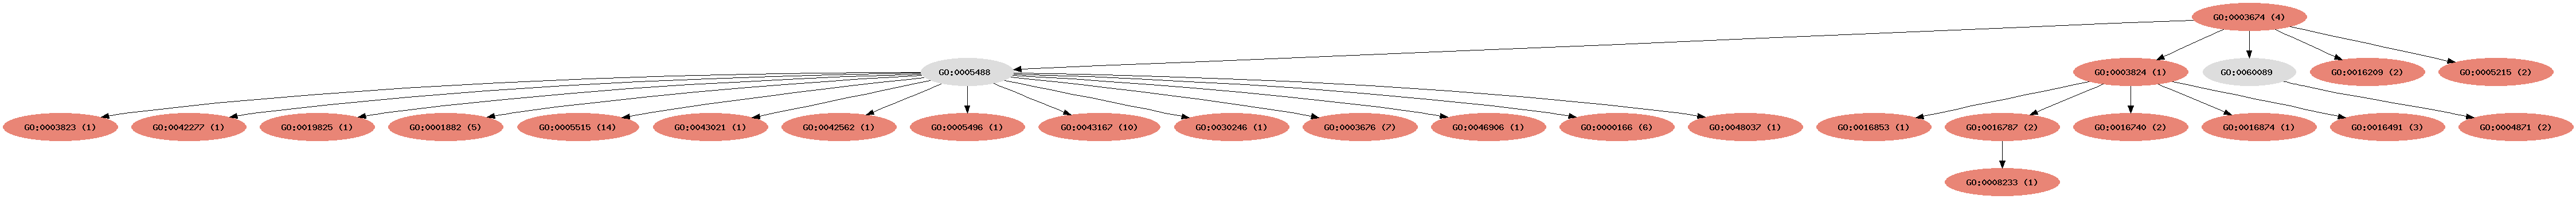 GO:0003674 (4)
GO:0005488
GO:0003824 (1)
GO:0060089
GO:0016209 (2)
GO:0005215 (2)
GO:0003823 (1)
GO:0042277 (1)
GO:0019825 (1)
GO:0001882 (5)
GO:0005515 (14)
GO:0043021 (1)
GO:0042562 (1)
GO:0005496 (1)
GO:0043167 (10)
GO:0030246 (1)
GO:0003676 (7)
GO:0046906 (1)
GO:0000166 (6)
GO:0048037 (1)
GO:0016853 (1)
GO:0016787 (2)
GO:0016740 (2)
GO:0016874 (1)
GO:0016491 (3)
GO:0004871 (2)
GO:0008233 (1)